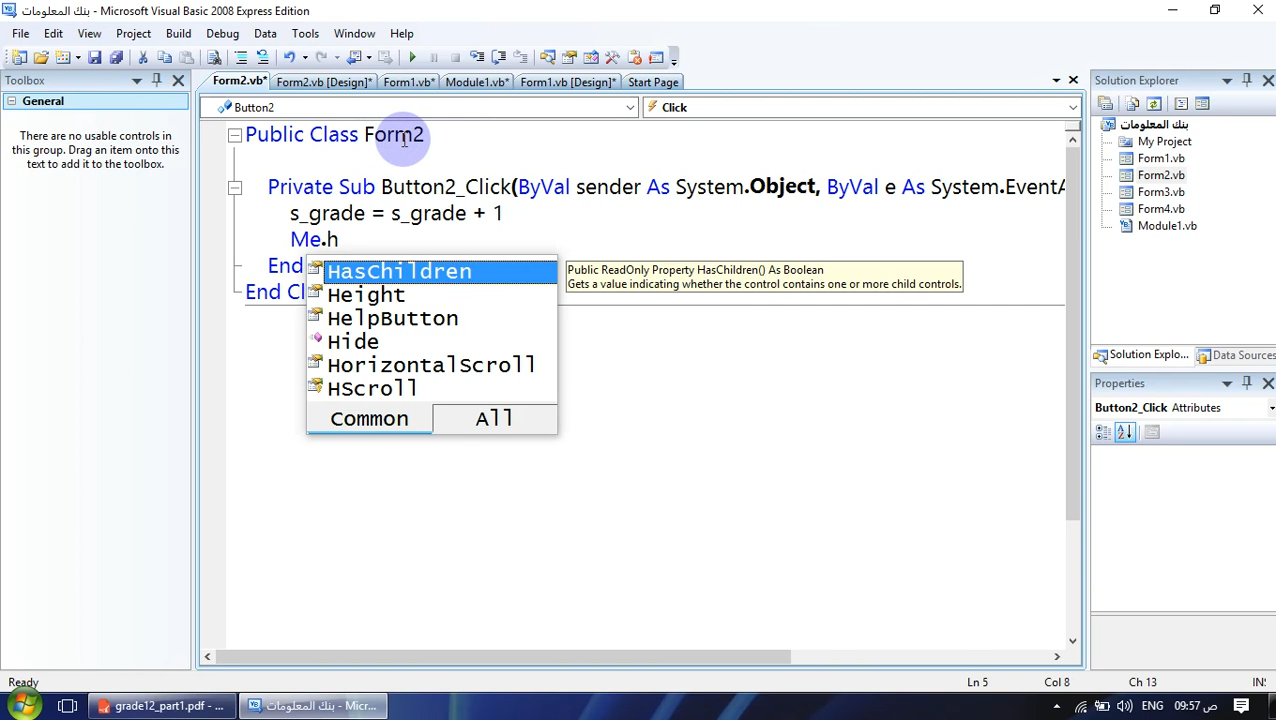 بنك المعلومات - Microsoft Visual Basic 2008 Express Edition
File Edit View Project Build Debug Data Tools Window Help
Toolbox
General
There are no usable controls in
this group. Drag an item onto this
text to add it to the toolbox.
Form2.vb* Form2.vb [Design]* Form1.vb* Module1.vb* Form1.vb [Design]* Start Page
Button2 Click
Public Class Form2
Private Sub Button2_Click(ByVal sender As System.Object, ByVal e As System.EventA
s_grade = s_grade + 1
Me.h
End
End Cl
HasChildren
Height
HelpButton
Hide
HorizontalScroll
HScroll
Common All
Public ReadOnly Property HasChildren() As Boolean
Gets a value indicating whether the control contains one or more child controls.
Solution Explorer
بنك المعلومات
My Project
Form1.vb
Form2.vb
Form3.vb
Form4.vb
Module1.vb
Solution Explo... Data Sources
Properties
Button2_Click Attributes
Ready Ln 5 Col 8 Ch 13 INS
grade12_part1.pdf - ... بنك المعلومات - Micr... ENG 09:57 ص